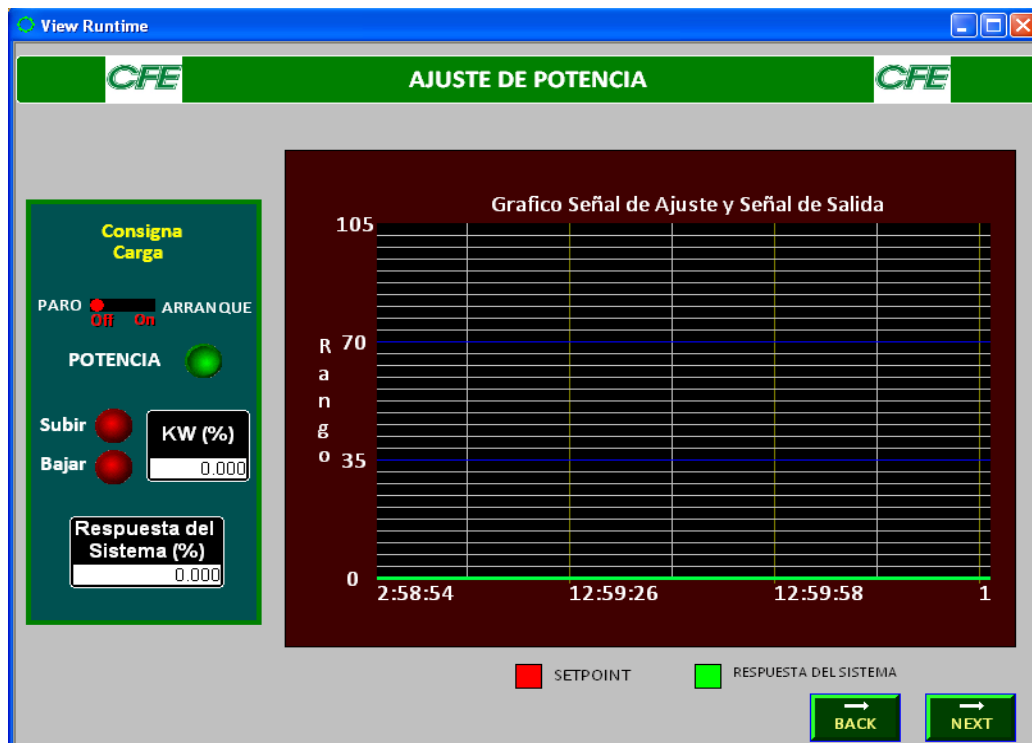 View Runtime
CFE
AJUSTE DE POTENCIA
CFE
Consigna
Carga
PARO
ARRANQUE
Off
On
POTENCIA
Subir
Bajar
KW (%)
0.000
Respuesta del
Sistema (%)
0.000
Grafico Señal de Ajuste y Señal de Salida
Rango
105
70
35
0
2:58:54
12:59:26
12:59:58
1
SETPOINT
RESPUESTA DEL SISTEMA
BACK
NEXT